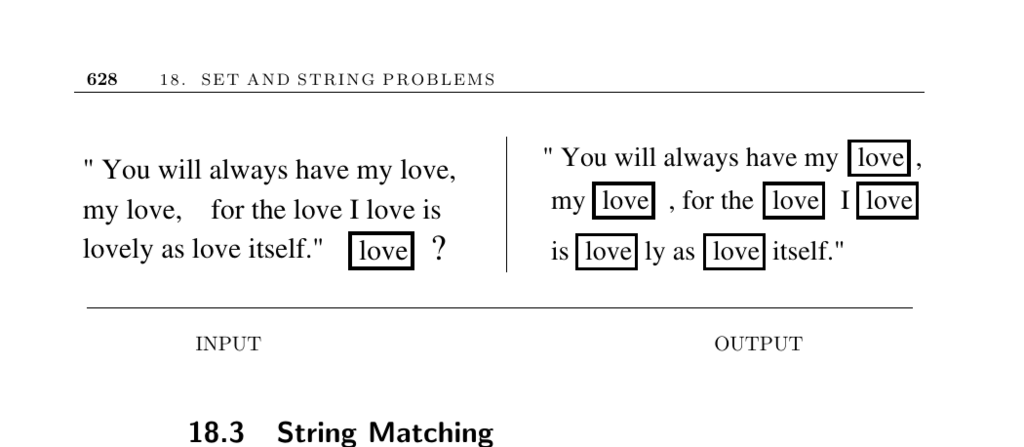 628 18. SET AND STRING PROBLEMS
" You will always have my love,
my love, for the love I love is
lovely as love itself." love ?
" You will always have my love ,
my love , for the love I love
is love ly as love itself."
INPUT
OUTPUT
18.3 String Matching